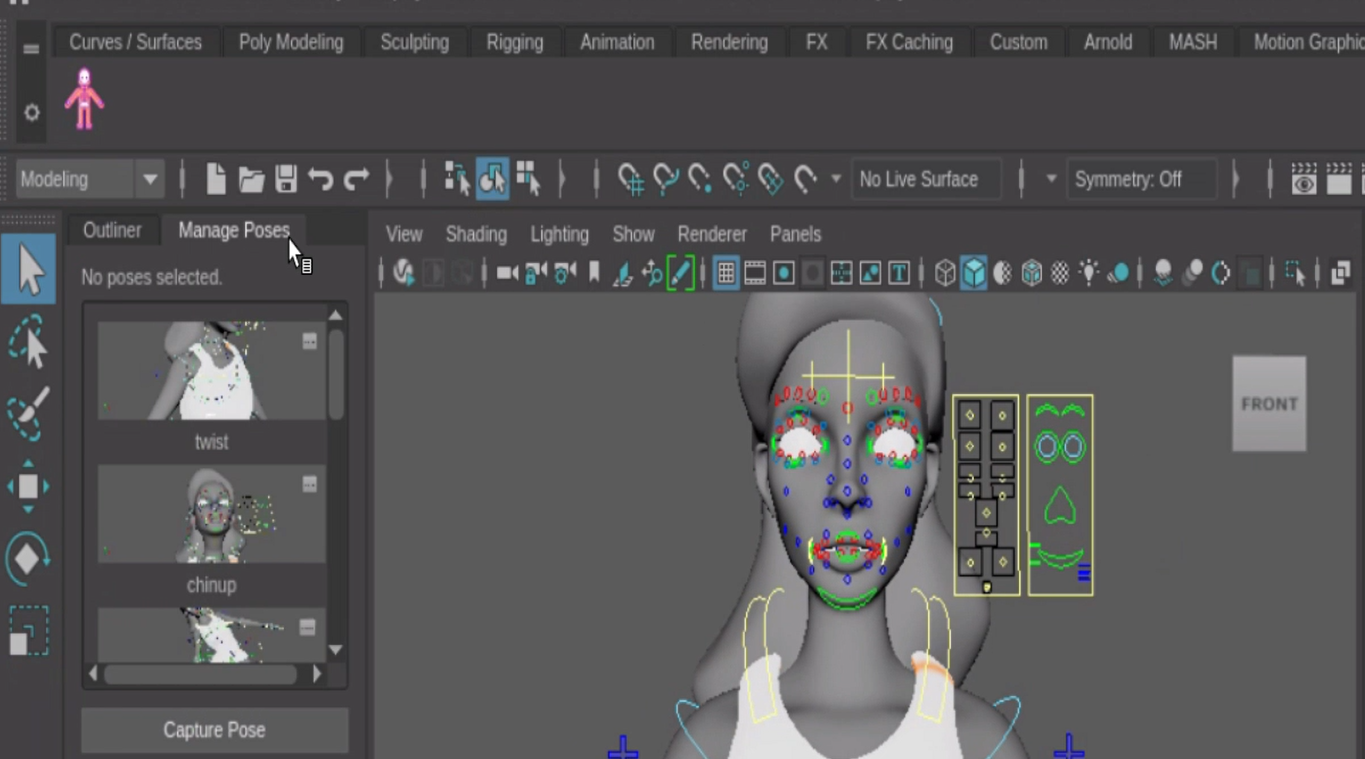 Curves / Surfaces Poly Modeling Sculpting Rigging Animation Rendering FX FX Caching Custom Arnold MASH Motion Graphic
Modeling No Live Surface Symmetry: Off
Outliner Manage Poses
View Shading Lighting Show Renderer Panels
No poses selected.
twist
FRONT
chinup
Capture Pose